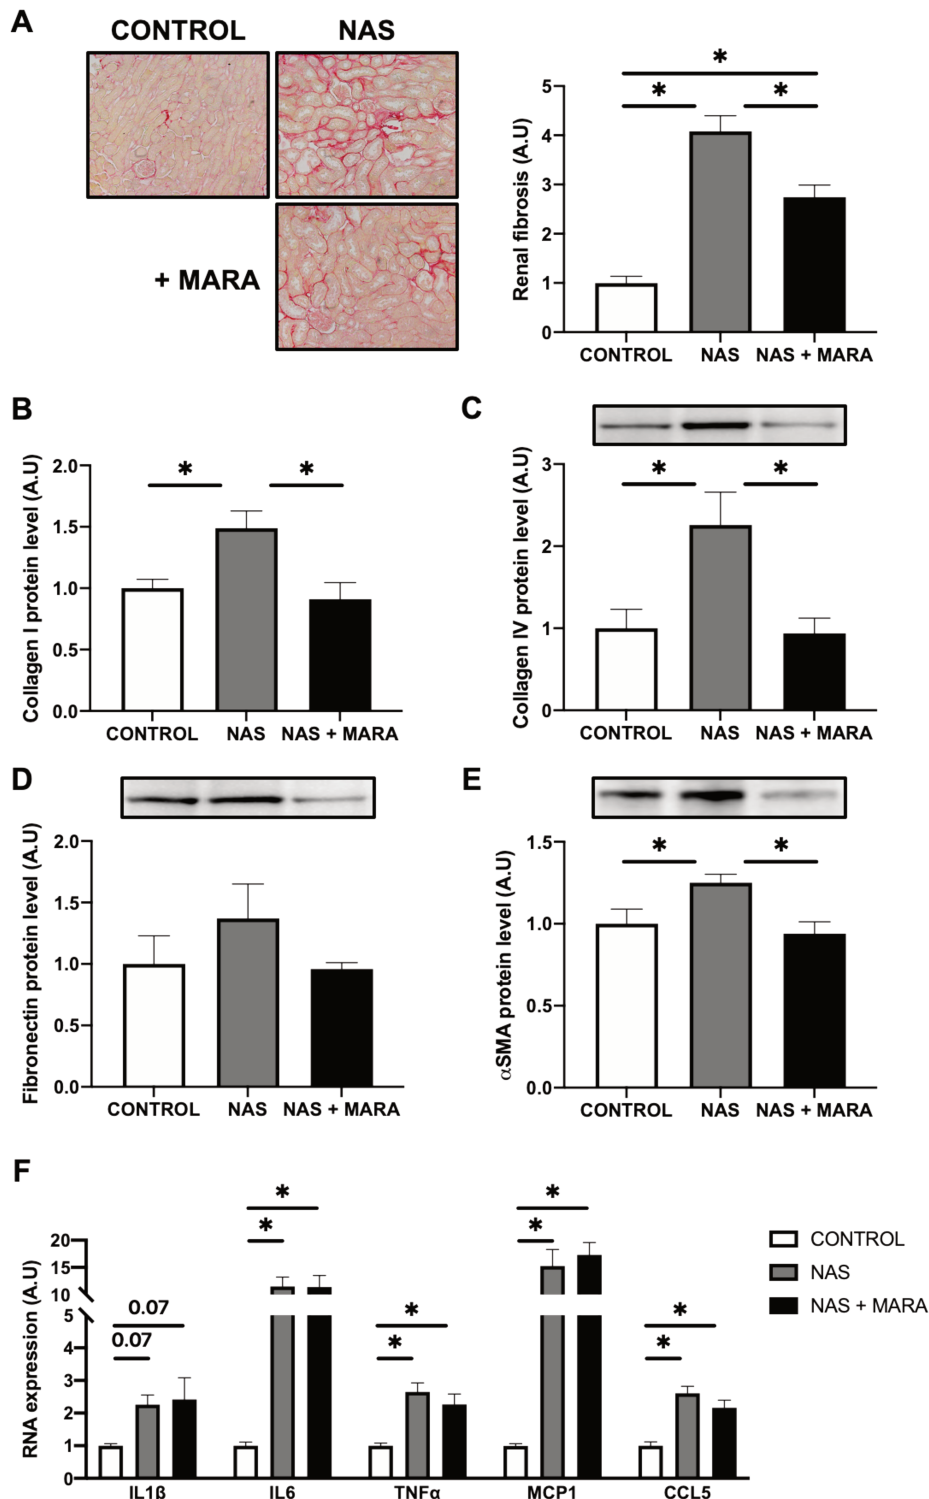 A
CONTROL
NAS
+ MARA
Renal fibrosis (A.U)
5
4
3
2
1
0
*
*
*
CONTROL NAS NAS + MARA
B
Collagen I protein level (A.U)
2.0
1.5
1.0
0.5
0.0
*
*
CONTROL NAS NAS + MARA
C
Collagen IV protein level (A.U)
3
2
1
0
*
*
CONTROL NAS NAS + MARA
D
Fibronectin protein level (A.U)
2.0
1.5
1.0
0.5
0.0
CONTROL NAS NAS + MARA
E
αSMA protein level (A.U)
1.5
1.0
0.5
0.0
*
*
CONTROL NAS NAS + MARA
F
RNA expression (A.U)
20
15
10
5
4
3
2
1
0
0.07
0.07
*
*
*
*
*
*
*
*
IL1ß IL6 TNFα MCP1 CCL5
CONTROL
NAS
NAS + MARA